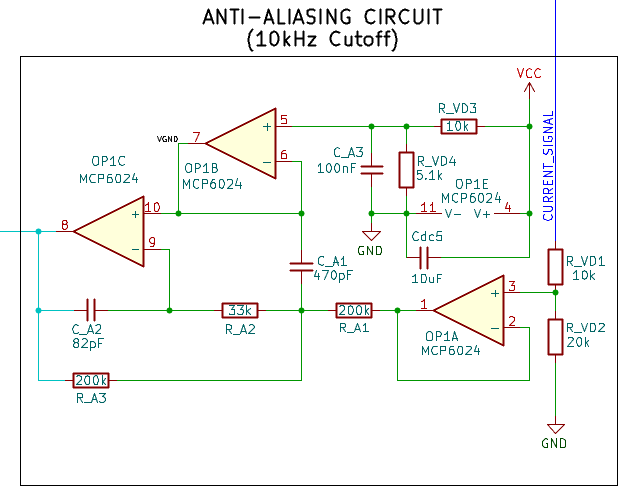 ANTI-ALIASING CIRCUIT
(10kHz Cutoff)
VCC
CURRENT_SIGNAL
R_VD3
10k
5
6
7
VGND
OP1B
MCP6024
C_A3
100nF
R_VD4
5.1k
OP1E
MCP6024
11 V- V+ 4
GND
Cdc5
10uF
OP1C
MCP6024
8
10
9
C_A1
470pF
R_VD1
10k
3
2
1
OP1A
MCP6024
R_VD2
20k
GND
C_A2
82pF
33k
R_A2
200k
R_A1
200k
R_A3
+
-
+
-
+
-